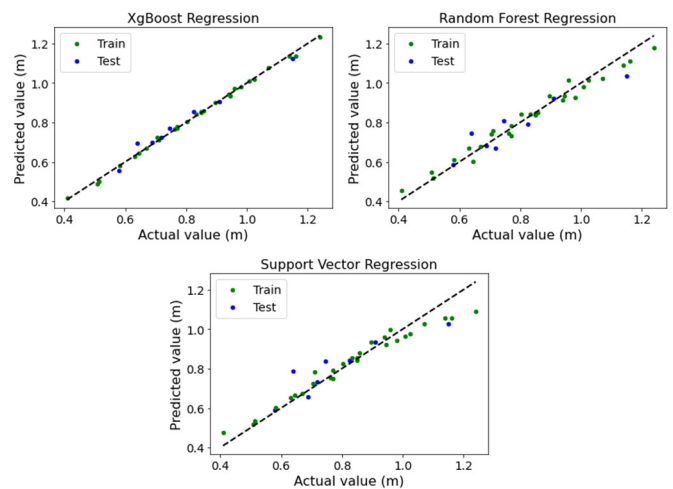 XgBoost Regression
Train
Test
Predicted value (m)
1.2
1.0
0.8
0.6
0.4
0.4 0.6 0.8 1.0 1.2
Actual value (m)
Random Forest Regression
Train
Test
Predicted value (m)
1.2
1.0
0.8
0.6
0.4
0.4 0.6 0.8 1.0 1.2
Actual value (m)
Support Vector Regression
Train
Test
Predicted value (m)
1.2
1.0
0.8
0.6
0.4
0.4 0.6 0.8 1.0 1.2
Actual value (m)